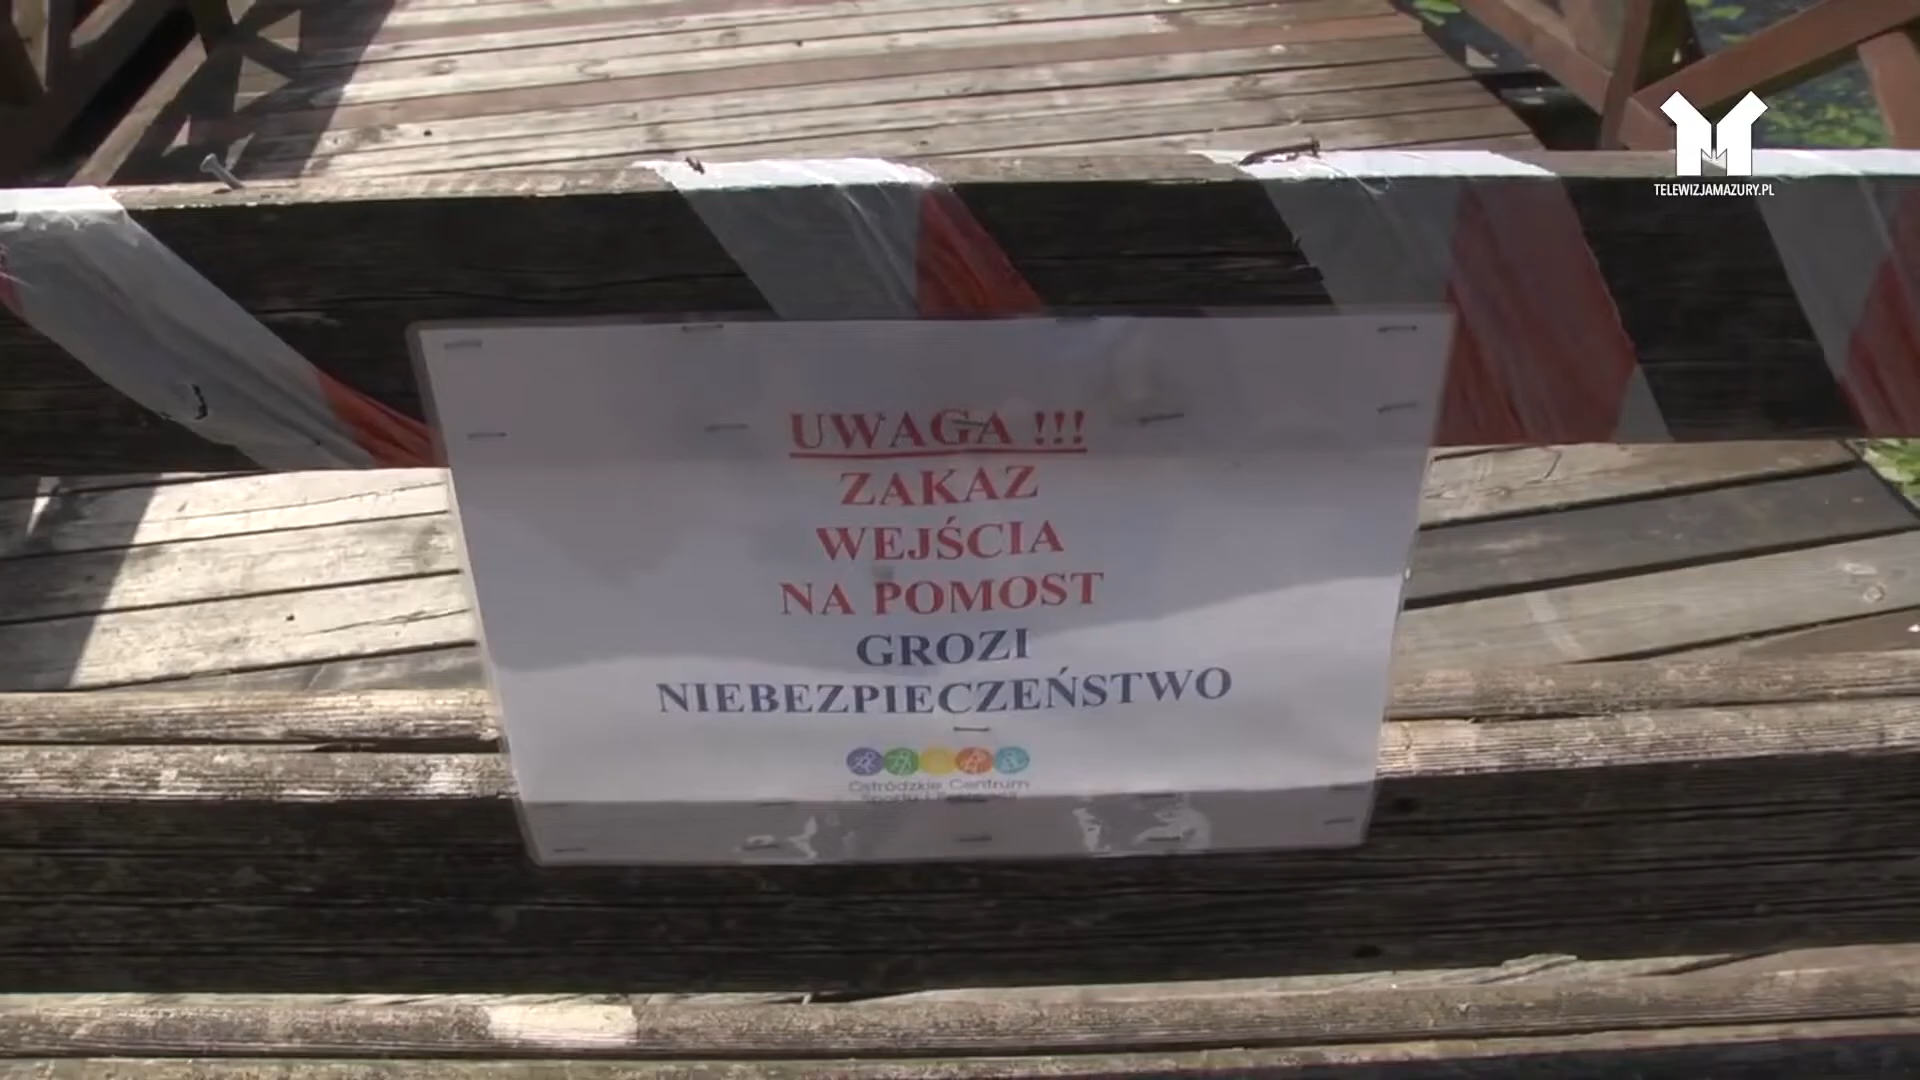 TELEWIZJAMAZURY.PL
UWAGA !!!
ZAKAZ
WEJŚCIA
NA POMOST
GROZI
NIEBEZPIECZEŃSTWO
Ostródzkie Centrum